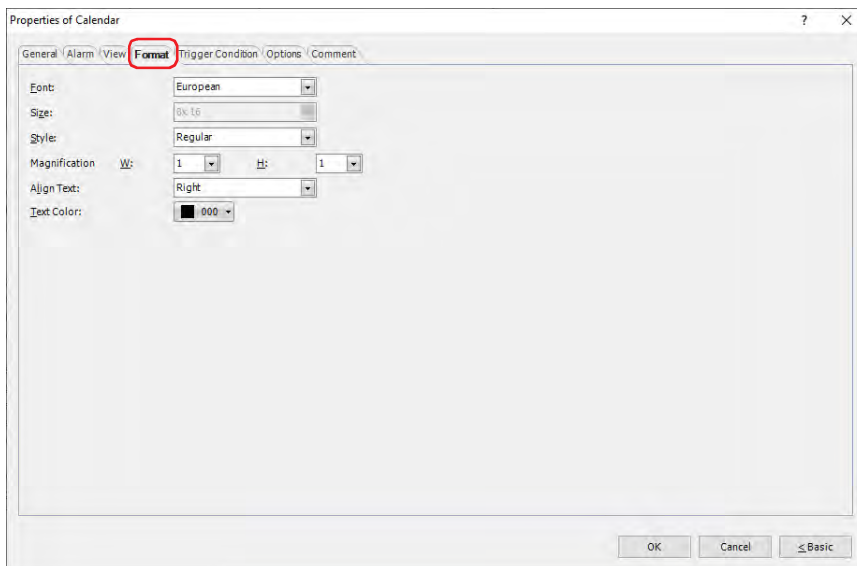 Properties of Calendar ?
General Alarm View Format Trigger Condition Options Comment
Font: European
Size: 8x 16
Style: Regular
Magnification W: 1 H: 1
Align Text: Right
Text Color: 000
OK Cancel < Basic